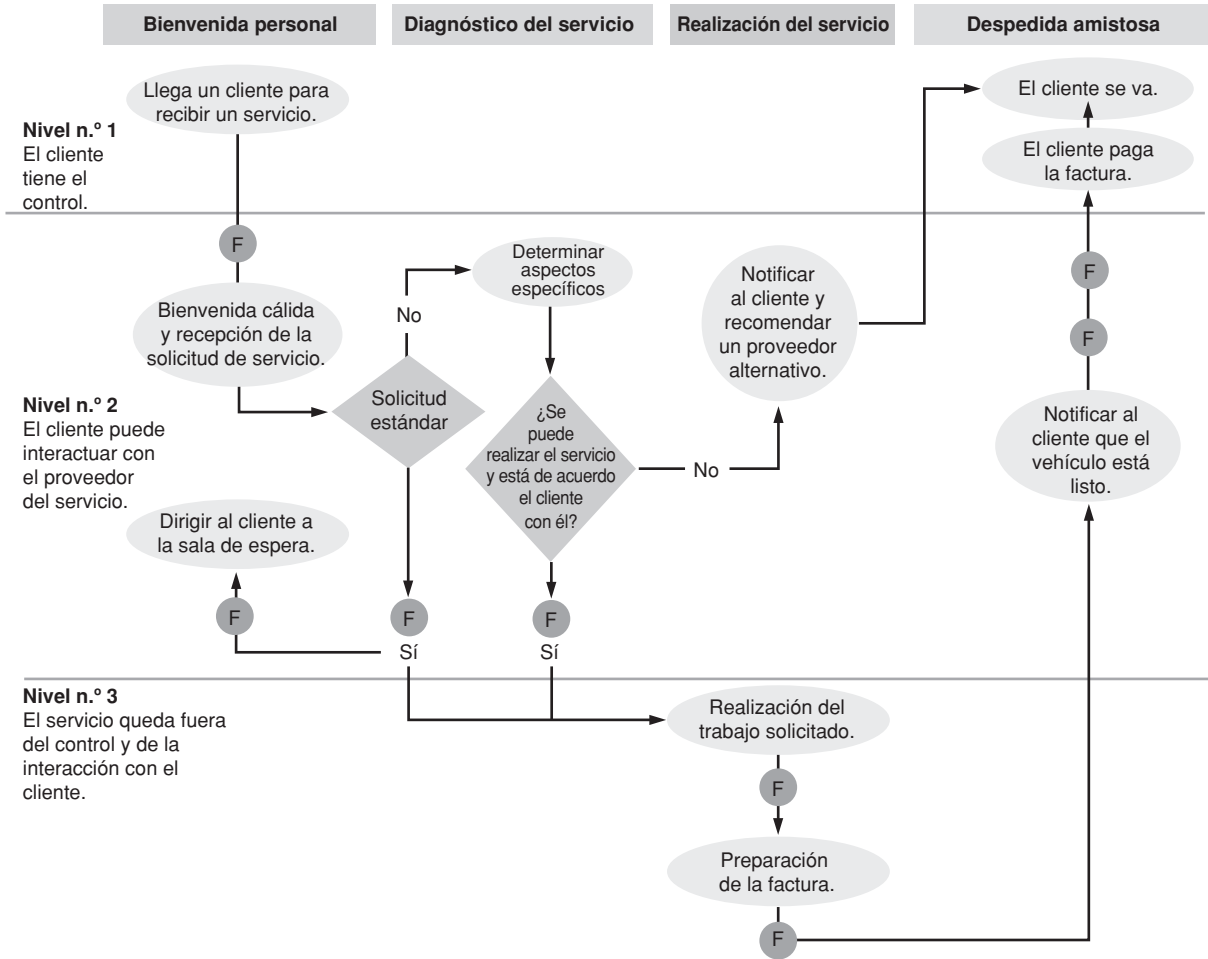 Bienvenida personal
Diagnóstico del servicio
Realización del servicio
Despedida amistosa
Llega un cliente para
recibir un servicio.
El cliente se va.
Nivel n.º 1
El cliente
tiene el
control.
El cliente paga
la factura.
F
Bienvenida cálida
y recepción de la
solicitud de servicio.
No
Determinar
aspectos
específicos
Notificar
al cliente y
recomendar
un proveedor
alternativo.
F
F
Nivel n.º 2
El cliente puede
interactuar con
el proveedor
del servicio.
Solicitud
estándar
¿Se
puede
realizar el servicio
y está de acuerdo
el cliente
con él?
No
Notificar al
cliente que el
vehículo está
listo.
Dirigir al cliente a
la sala de espera.
F
F
Sí
F
Sí
Nivel n.º 3
El servicio queda fuera
del control y de la
interacción con el
cliente.
Realización del
trabajo solicitado.
F
Preparación
de la factura.
F